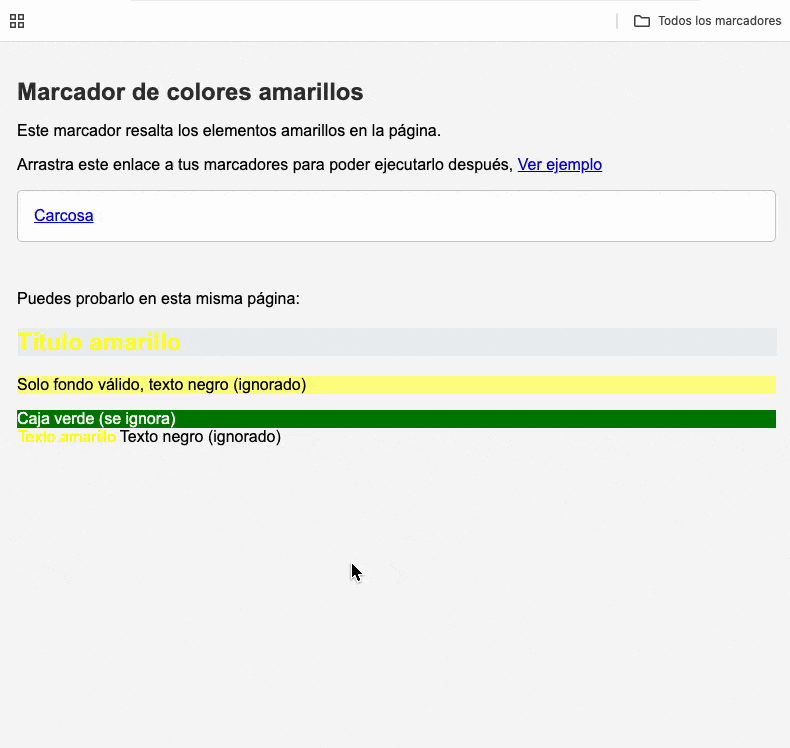 Todos los marcadores
Marcador de colores amarillos
Este marcador resalta los elementos amarillos en la página.
Arrastra este enlace a tus marcadores para poder ejecutarlo después, Ver ejemplo
Carcosa
Puedes probarlo en esta misma página:
Título amarillo
Solo fondo válido, texto negro (ignorado)
Caja verde (se ignora)
Texto amarillo Texto negro (ignorado)